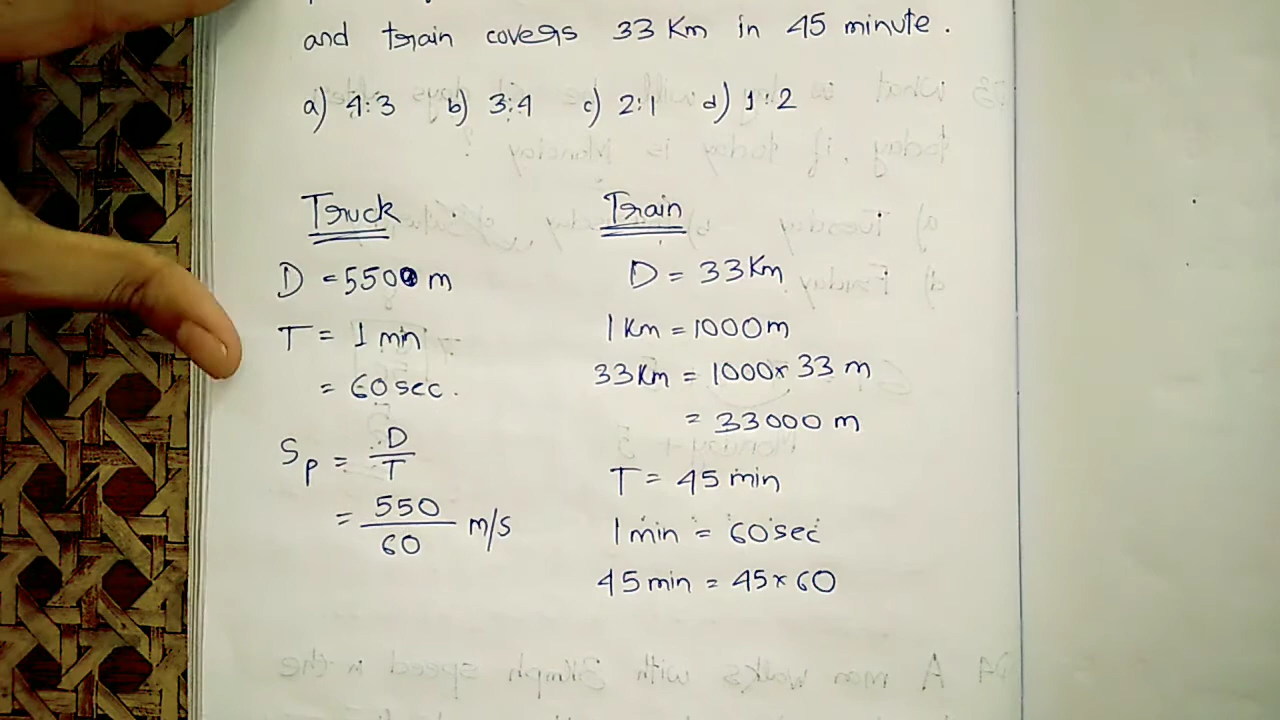 and train covers 33 Km in 45 minute.
a) 4:3 b) 3:4 c) 2:1 d) 1:2
Truck
D = 550 m
T = 1 min
= 60 sec.
Sp = D/T
= 550/60 m/s
Train
D = 33 Km
1 Km = 1000 m
33 Km = 1000 x 33 m
= 33000 m
T = 45 min
1 min = 60 sec
45 min = 45 x 60